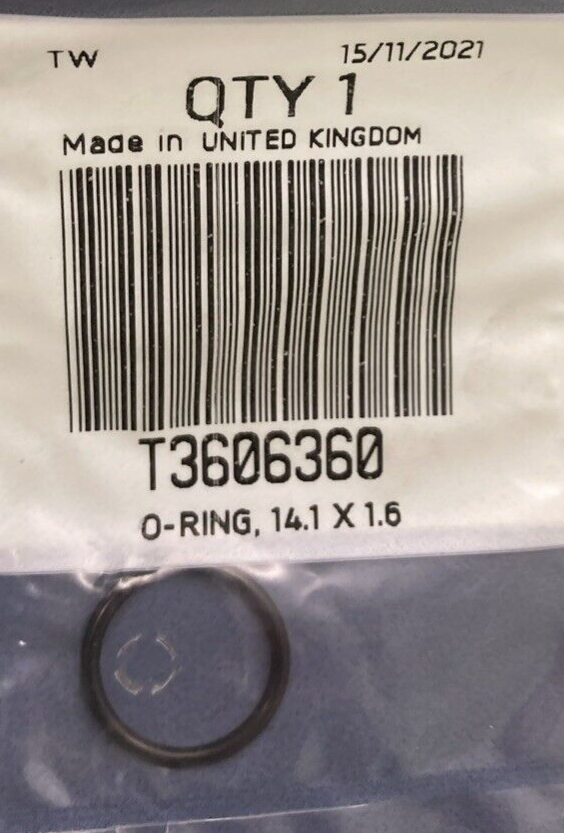 TW
15/11/2021
QTY 1
Made in UNITED KINGDOM
T3606360
O-RING, 14.1 X 1.6